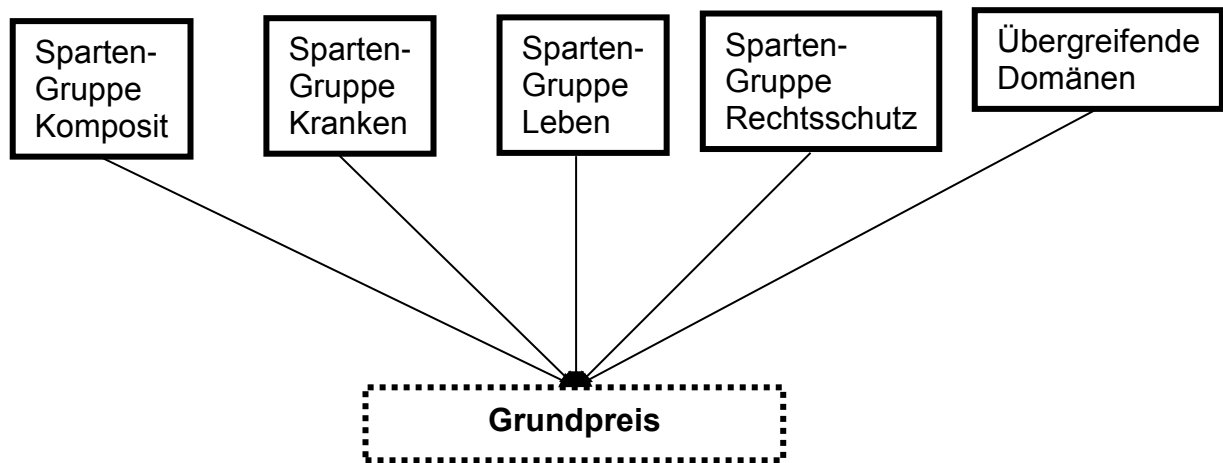 Sparten-
Gruppe
Komposit
Sparten-
Gruppe
Kranken
Sparten-
Gruppe
Leben
Sparten-
Gruppe
Rechtsschutz
Übergreifende
Domänen
Grundpreis